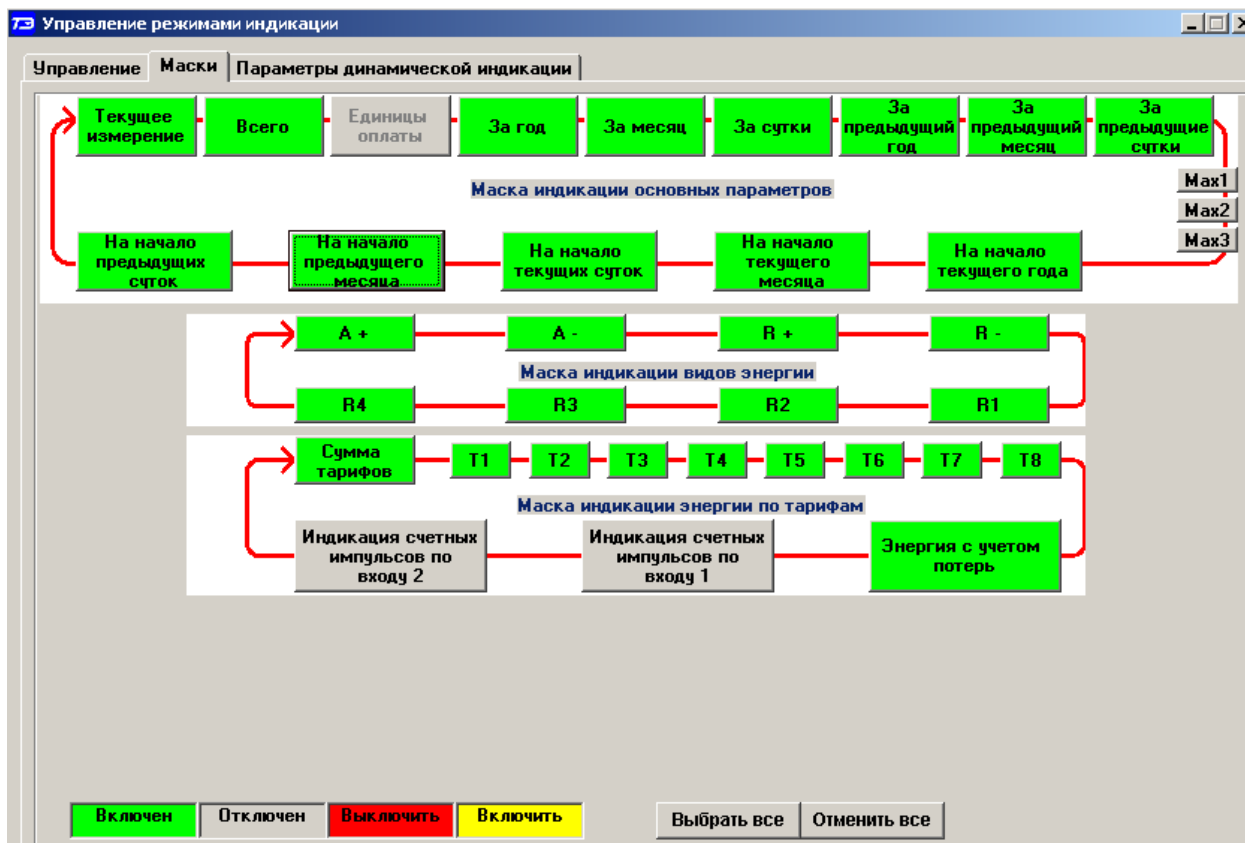 ТЭ Управление режимами индикации
Управление Маски Параметры динамической индикации
Текущее измерение
Всего
Единицы оплаты
За год
За месяц
За сутки
За предыдущий год
За предыдущий месяц
За предыдущие сутки
Маска индикации основных параметров
Max1
Max2
Max3
На начало предыдущих суток
На начало предыдущего месяца
На начало текущих суток
На начало текущего месяца
На начало текущего года
A + A - R + R -
Маска индикации видов энергии
R4 R3 R2 R1
Сумма тарифов
T1 T2 T3 T4 T5 T6 T7 T8
Маска индикации энергии по тарифам
Индикация счетных импульсов по входу 2
Индикация счетных импульсов по входу 1
Энергия с учетом потерь
Включен Отключен Выключить Включить Выбрать все Отменить все